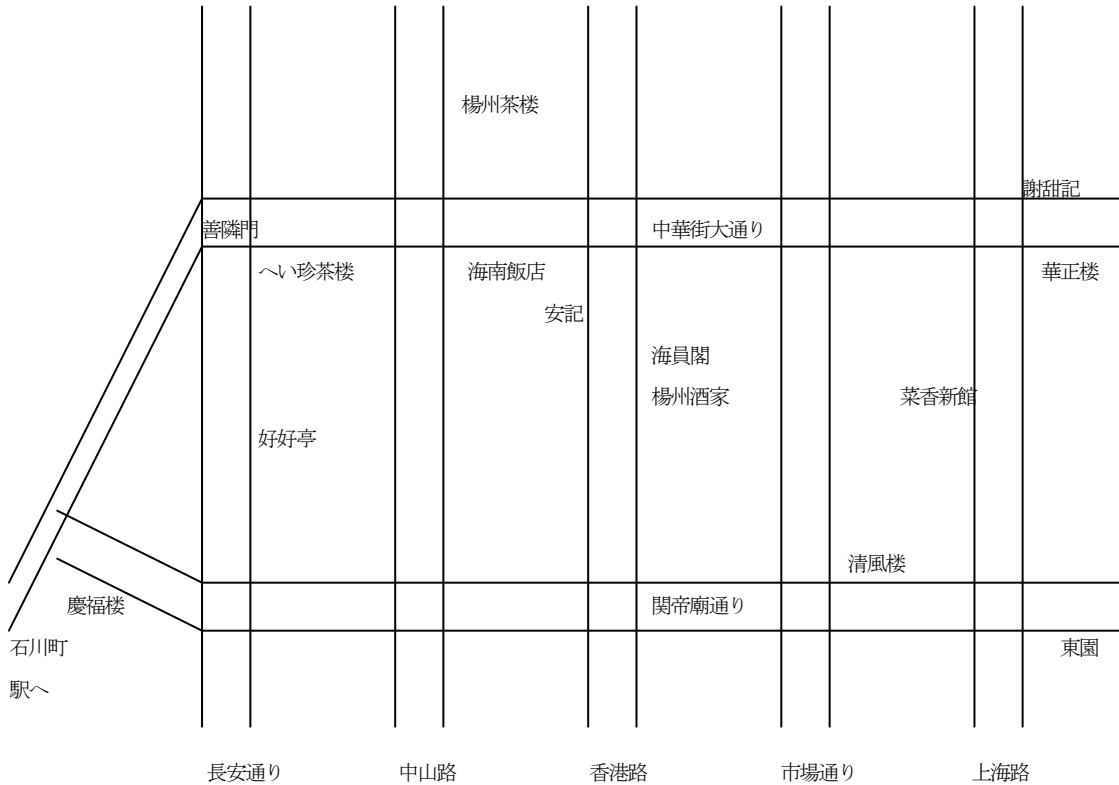 楊州茶楼
謝甜記
善隣門
中華街大通り
へい珍茶楼
海南飯店
華正楼
安記
海員閣
楊州酒家
菜香新館
好好亭
清風楼
慶福楼
関帝廟通り
石川町
駅へ
東園
長安通り
中山路
香港路
市場通り
上海路